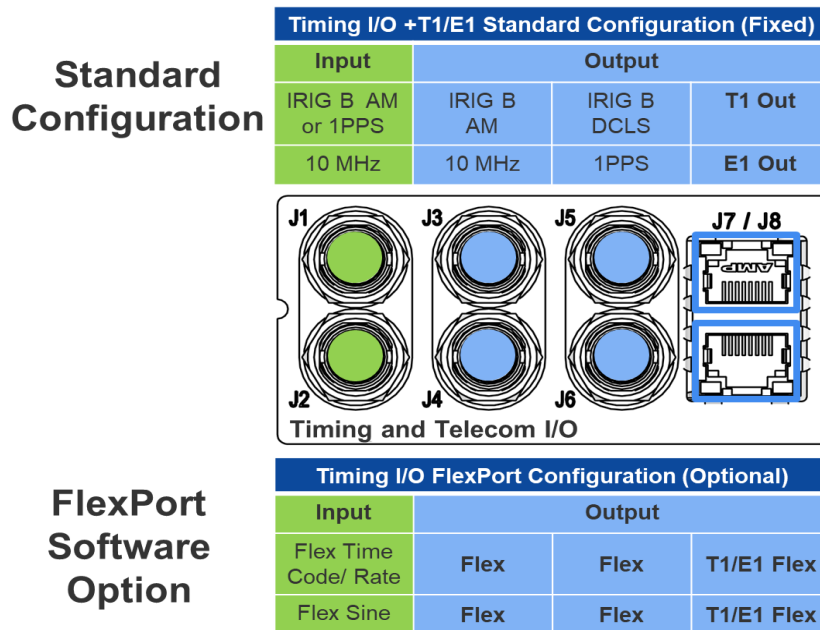 Standard
Configuration
Timing I/O +T1/E1 Standard Configuration (Fixed)
Input Output
IRIG B AM or 1PPS IRIG B AM IRIG B DCLS T1 Out
10 MHz 10 MHz 1PPS E1 Out
J1 J3 J5 J7 / J8
AMP
J2 J4 J6
Timing and Telecom I/O
FlexPort
Software
Option
Timing I/O FlexPort Configuration (Optional)
Input Output
Flex Time Code/ Rate Flex Flex T1/E1 Flex
Flex Sine Flex Flex T1/E1 Flex